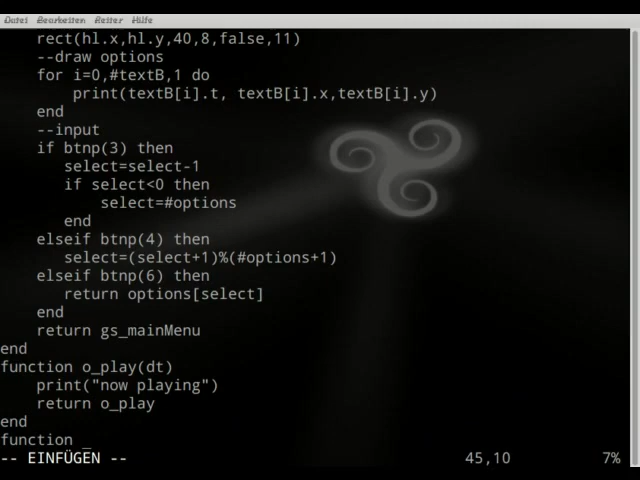 Datei Bearbeiten Reiter Hilfe
rect(hl.x,hl.y,40,8,false,11)
--draw options
for i=0,#textB,1 do
print(textB[i].t, textB[i].x,textB[i].y)
end
--input
if btnp(3) then
select=select-1
if select<0 then
select=#options
end
elseif btnp(4) then
select=(select+1)%(#options+1)
elseif btnp(6) then
return options[select]
end
return gs_mainMenu
end
function o_play(dt)
print("now playing")
return o_play
end
function _
-- EINFÜGEN -- 45,10 7%